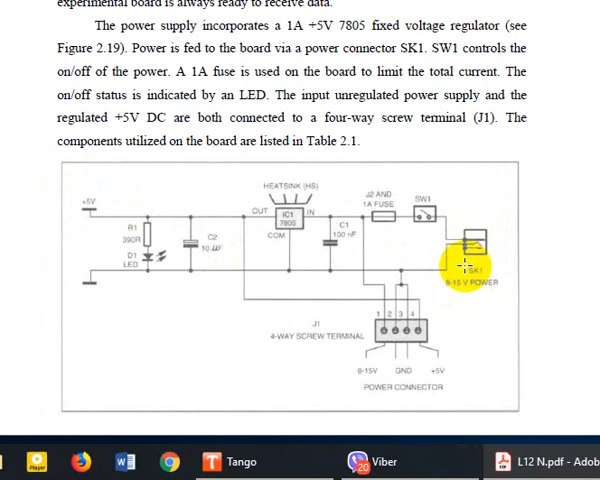 experimental board is always ready to receive data.
The power supply incorporates a 1A +5V 7805 fixed voltage regulator (see
Figure 2.19). Power is fed to the board via a power connector SK1. SW1 controls the
on/off of the power. A 1A fuse is used on the board to limit the total current. The
on/off status is indicated by an LED. The input unregulated power supply and the
regulated +5V DC are both connected to a four-way screw terminal (J1). The
components utilized on the board are listed in Table 2.1.
HEATSINK (HS)
J2 AND
1A FUSE
SW1
+5V
OUT
IC1
7805
IN
R1
390R
C2
10 uF
COM
C1
100 nF
D1
LED
SK1
8-15 V POWER
J1
4-WAY SCREW TERMINAL
1 2 3 4
8-15V GND +5V
POWER CONNECTOR
Player
W
T Tango
20 Viber
PDF L12 N.pdf - Adob